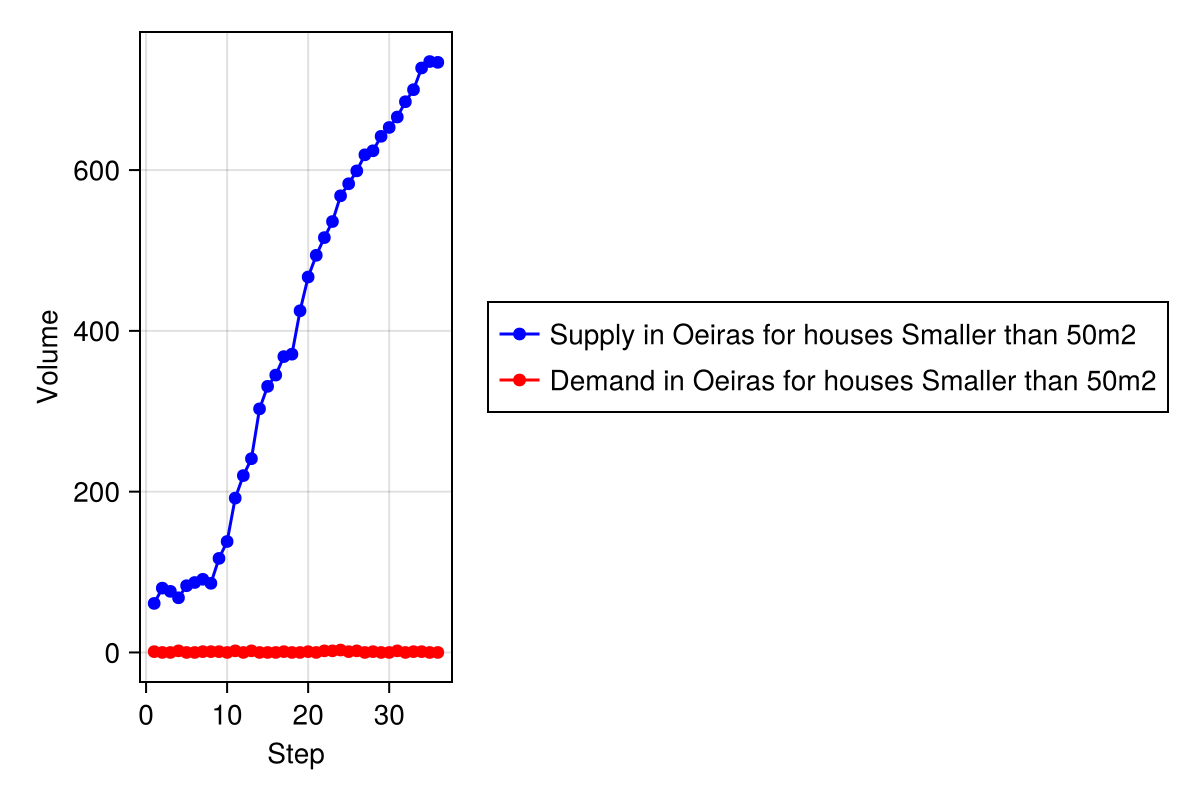 Volume
600
400
200
0
0 10 20 30
Step
Supply in Oeiras for houses Smaller than 50m2
Demand in Oeiras for houses Smaller than 50m2